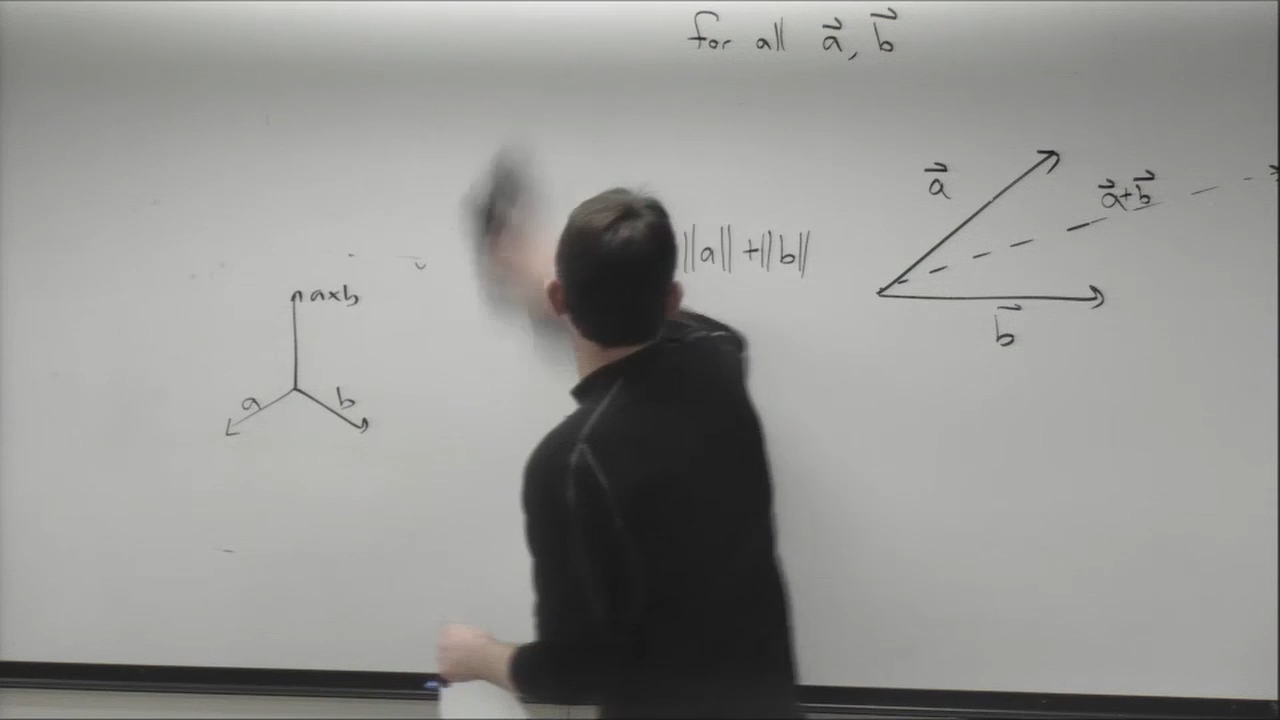 for all a⃗, b⃗
a⃗
a⃗+b⃗
||a|| + ||b||
a×b
b⃗
a
b